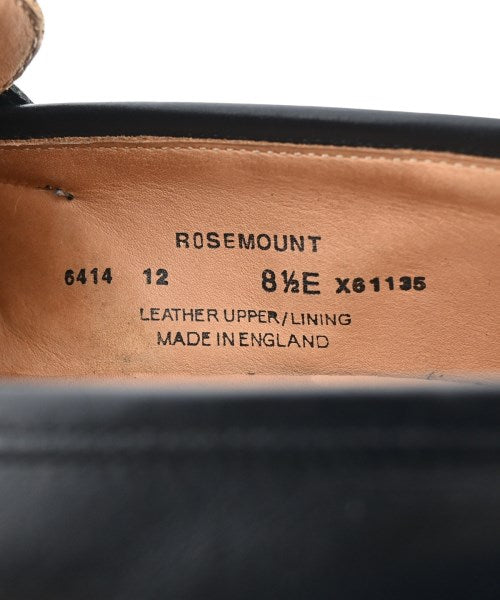 ROSEMOUNT
6414 12 8½E X61135
LEATHER UPPER/LINING
MADE IN ENGLAND